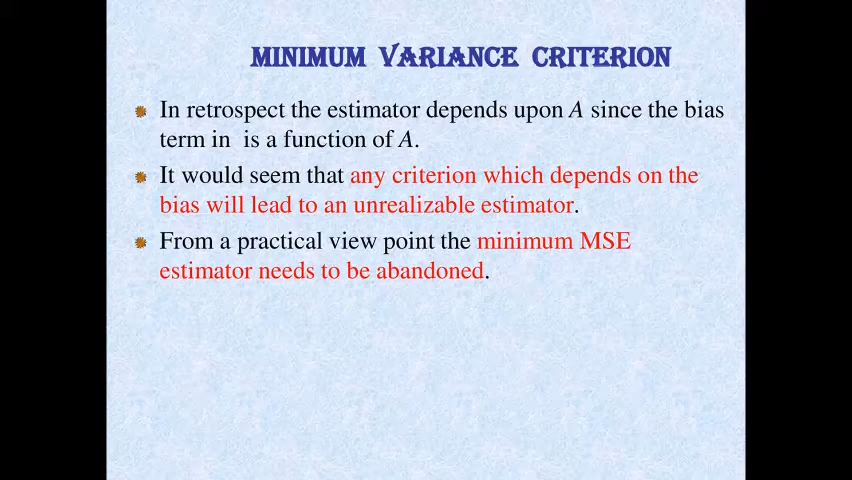 MINIMUM VARIANCE CRITERION
In retrospect the estimator depends upon A since the bias
term in is a function of A.
It would seem that any criterion which depends on the
bias will lead to an unrealizable estimator.
From a practical view point the minimum MSE
estimator needs to be abandoned.